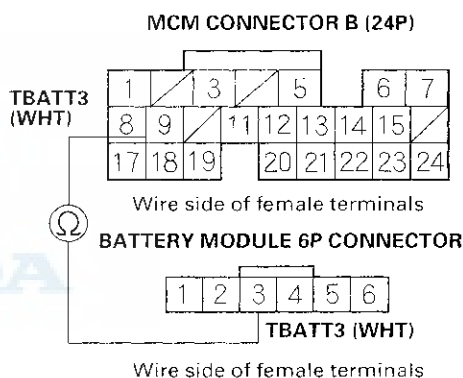 MCM CONNECTOR B (24P)
TBATT3
(WHT)
1 3 5 6 7
8 9 11 12 13 14 15
17 18 19 20 21 22 23 24
Wire side of female terminals
Ω
BATTERY MODULE 6P CONNECTOR
1 2 3 4 5 6
TBATT3 (WHT)
Wire side of female terminals